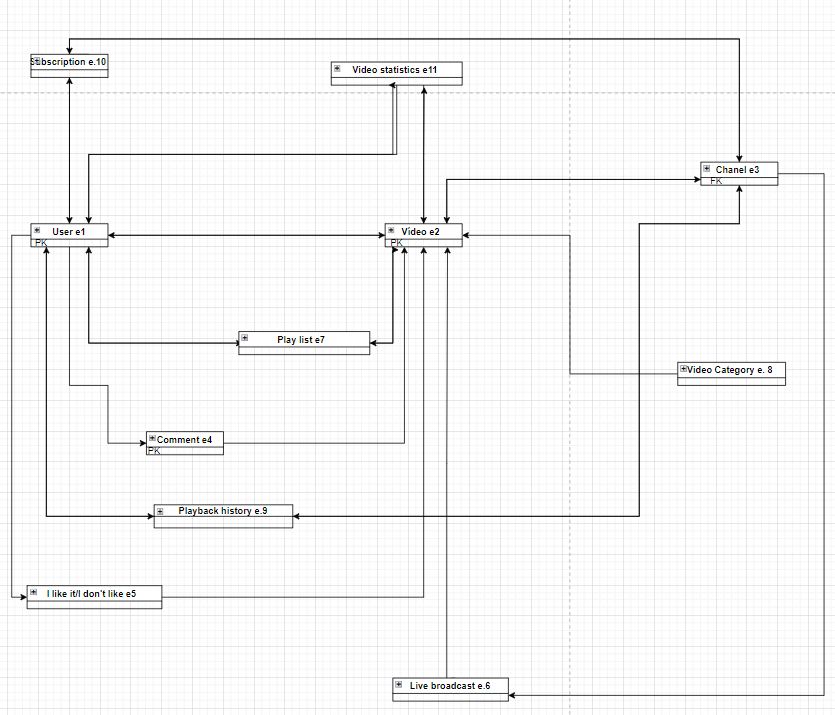 Subscription e.10
Video statistics e11
Chanel e3
FK
User e1
PK
Video e2
PK
Play list e7
Video Category e. 8
Comment e4
PK
Playback history e.9
I like it/I don't like e5
Live broadcast e.6